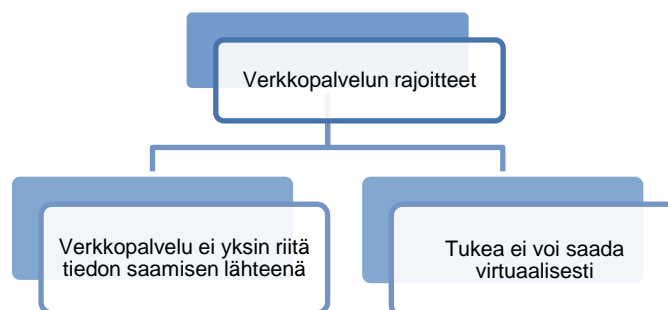 Verkkopalvelun rajoitteet
Verkkopalvelu ei yksin riitä
tiedon saamisen lähteenä
Tukea ei voi saada
virtuaalisesti